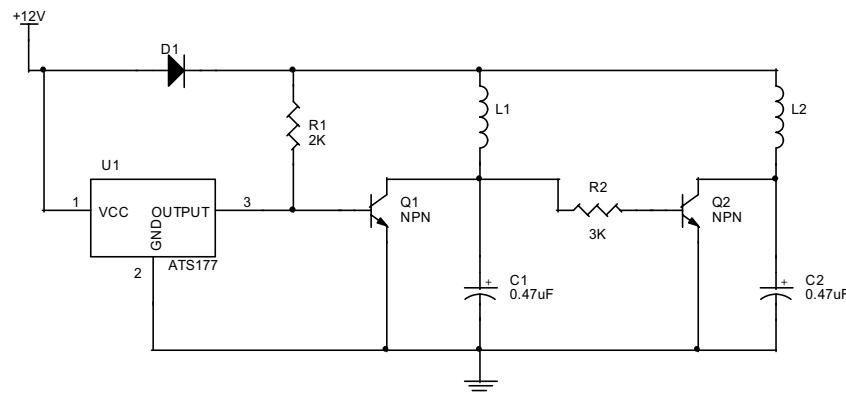 +12V
D1
R1
2K
L1
L2
U1
1
VCC
OUTPUT
3
GND
2
ATS177
Q1
NPN
R2
3K
Q2
NPN
+
C1
0.47uF
+
C2
0.47uF